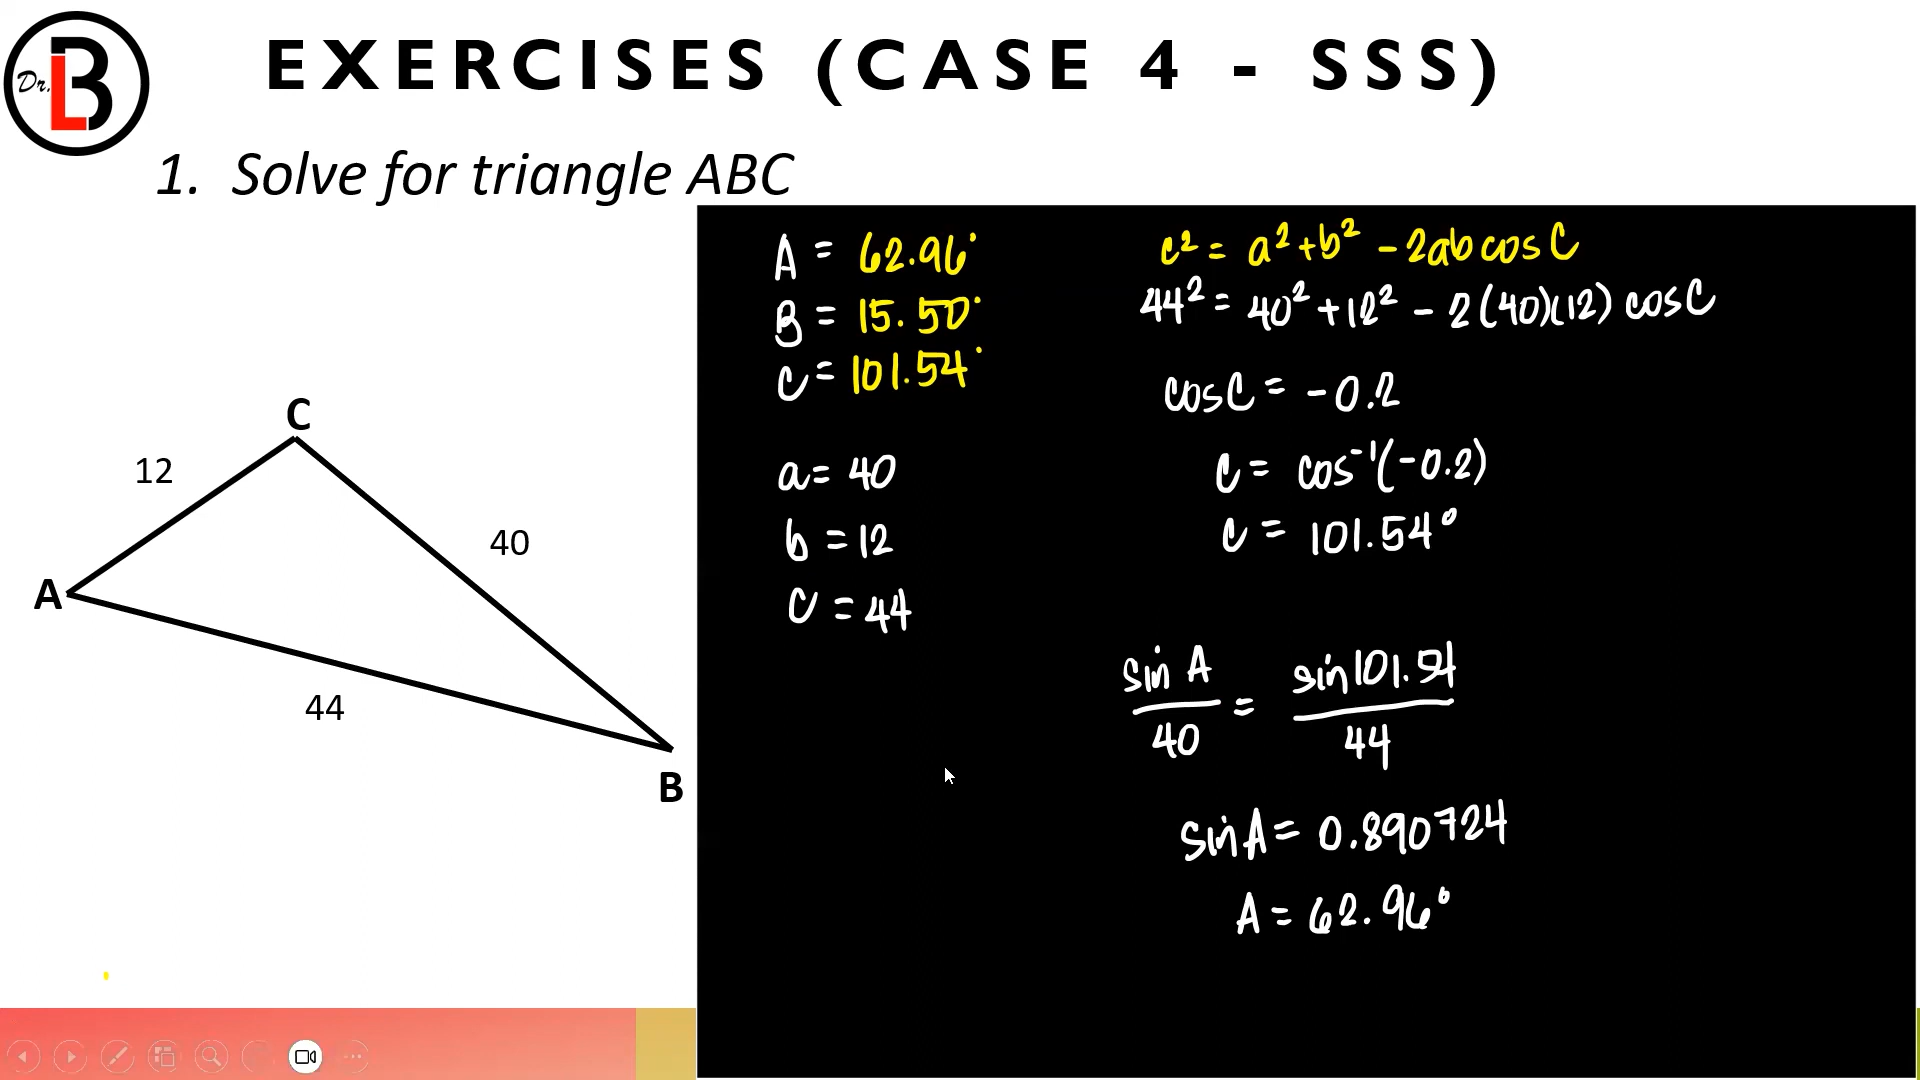 Dr. LB
EXERCISES (CASE 4 - SSS)
1. Solve for triangle ABC
C
12
40
A
44
B
A = 62.96°
B = 15.50°
C = 101.54°
a = 40
b = 12
c = 44
c² = a² + b² - 2ab cos C
44² = 40² + 12² - 2(40)(12) cos C
cos C = -0.2
C = cos⁻¹(-0.2)
C = 101.54°
sin A / 40 = sin 101.54 / 44
sin A = 0.890724
A = 62.96°